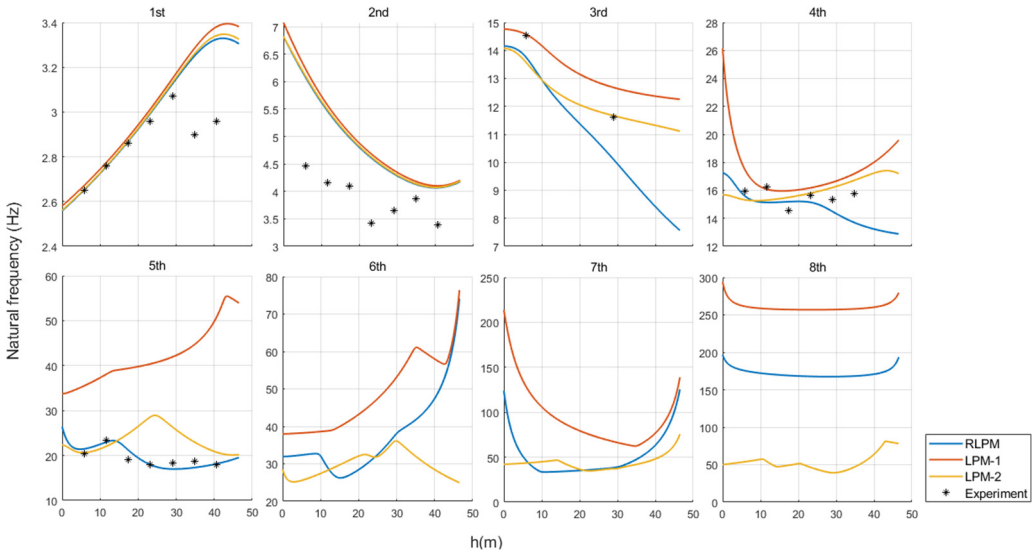 1st
2nd
3rd
4th
3.4
3.2
3
2.8
2.6
2.4
7
6.5
6
5.5
5
4.5
4
3.5
3
15
14
13
12
11
10
9
8
7
28
26
24
22
20
18
16
14
12
0 10 20 30 40 50
0 10 20 30 40 50
0 10 20 30 40 50
0 10 20 30 40 50
Natural frequency (Hz)
5th
6th
7th
8th
60
50
40
30
20
10
80
70
60
50
40
30
20
250
200
150
100
50
0
300
250
200
150
100
50
0
0 10 20 30 40 50
0 10 20 30 40 50
0 10 20 30 40 50
0 10 20 30 40 50
h(m)
RLPM
LPM-1
LPM-2
Experiment